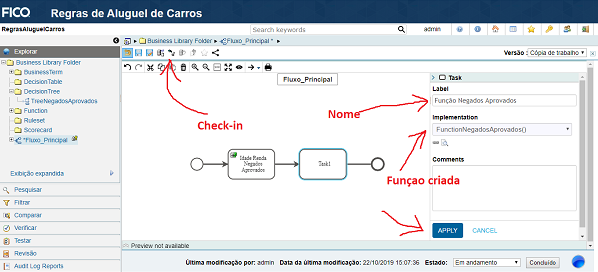 FICO
Regras de Aluguel de Carros
RegrasAluguelCarros
Search keywords
admin
Explorar
Business Library Folder
BusinessTerm
DecisionTable
DecisionTree
TreeNegadosAprovados
Function
Ruleset
Scorecard
*Fluxo_Principal
Exibição expandida
Pesquisar
Filtrar
Comparar
Verificar
Testar
Revisão
Audit Log Reports
Business Library Folder
Fluxo_Principal *
Versão : Cópia de trabalho
Fluxo_Principal
Check-in
Idade Renda
Negados
Aprovados
Task1
Preview not available
Task
Label
Função Negados Aprovados
Nome
Implementation
FunctionNegadosAprovados()
Funçao criada
Comments
APPLY
CANCEL
Última modificação por: admin Data da última modificação: 22/10/2019 15:07:36 Estado: Em andamento Concluído